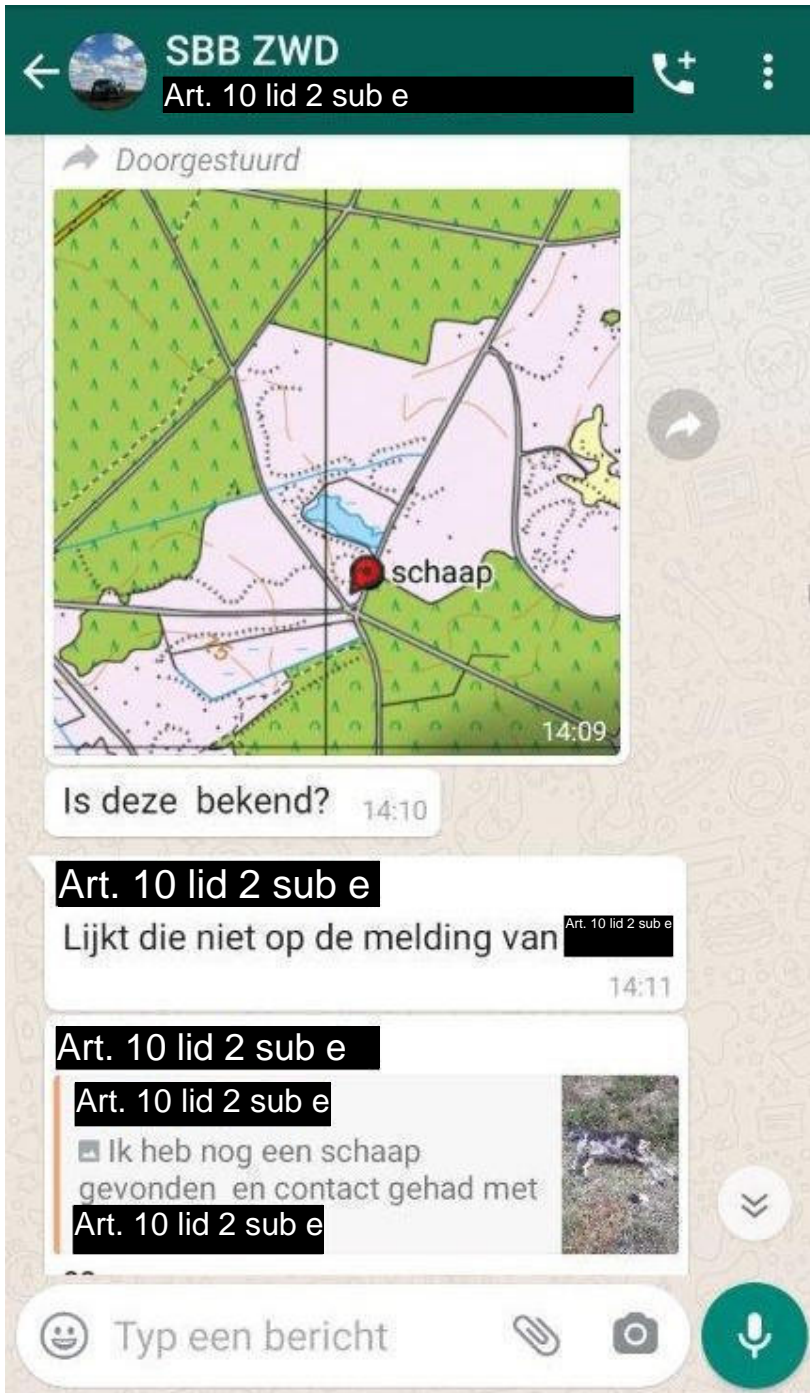 SBB ZWD
Art. 10 lid 2 sub e
Doorgestuurd
schaap
15
14:09
Is deze bekend? 14:10
Art. 10 lid 2 sub e
Lijkt die niet op de melding van Art. 10 lid 2 sub e
14:11
Art. 10 lid 2 sub e
Art. 10 lid 2 sub e
Ik heb nog een schaap
gevonden en contact gehad met
Art. 10 lid 2 sub e
Typ een bericht